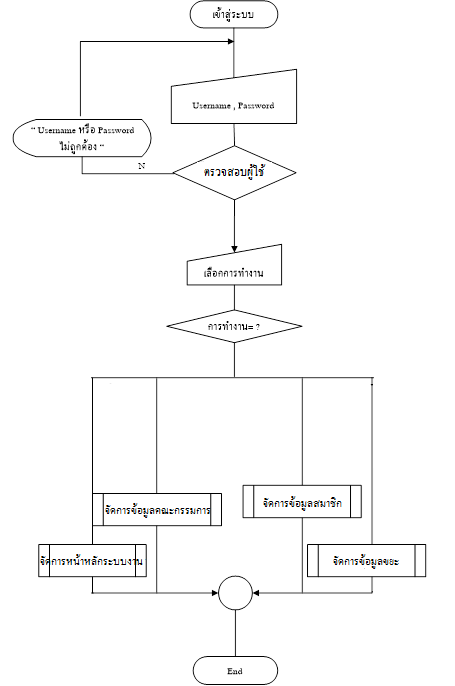 เข้าสู่ระบบ
Username , Password
“ Username หรือ Password
ไม่ถูกต้อง “
N
ตรวจสอบผู้ใช้
เลือกการทำงาน
การทำงาน= ?
จัดการข้อมูลคณะกรรมการ
จัดการข้อมูลสมาชิก
จัดการหน้าหลักระบบงาน
จัดการข้อมูลขยะ
End